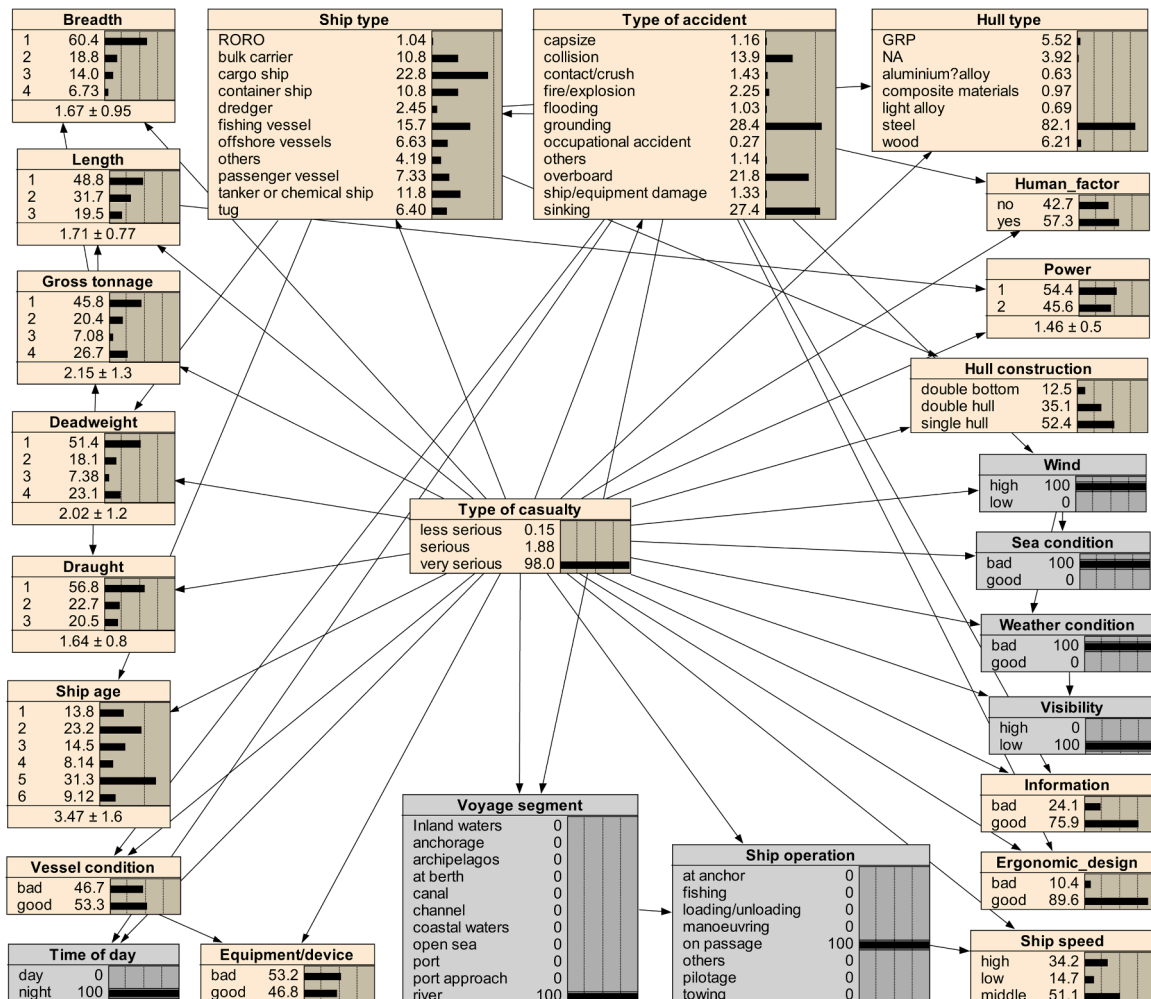 Breadth
1 60.4
2 18.8
3 14.0
4 6.73
1.67 ± 0.95
Ship type
RORO 1.04
bulk carrier 10.8
cargo ship 22.8
container ship 10.8
dredger 2.45
fishing vessel 15.7
offshore vessels 6.63
others 4.19
passenger vessel 7.33
tanker or chemical ship 11.8
tug 6.40
Type of accident
capsize 1.16
collision 13.9
contact/crush 1.43
fire/explosion 2.25
flooding 1.03
grounding 28.4
occupational accident 0.27
others 1.14
overboard 21.8
ship/equipment damage 1.33
sinking 27.4
Hull type
GRP 5.52
NA 3.92
aluminium?alloy 0.63
composite materials 0.97
light alloy 0.69
steel 82.1
wood 6.21
Length
1 48.8
2 31.7
3 19.5
1.71 ± 0.77
Human_factor
no 42.7
yes 57.3
Gross tonnage
1 45.8
2 20.4
3 7.08
4 26.7
2.15 ± 1.3
Power
1 54.4
2 45.6
1.46 ± 0.5
Hull construction
double bottom 12.5
double hull 35.1
single hull 52.4
Deadweight
1 51.4
2 18.1
3 7.38
4 23.1
2.02 ± 1.2
Wind
high 100
low 0
Type of casualty
less serious 0.15
serious 1.88
very serious 98.0
Sea condition
bad 100
good 0
Draught
1 56.8
2 22.7
3 20.5
1.64 ± 0.8
Weather condition
bad 100
good 0
Ship age
1 13.8
2 23.2
3 14.5
4 8.14
5 31.3
6 9.12
3.47 ± 1.6
Visibility
high 0
low 100
Information
bad 24.1
good 75.9
Voyage segment
Inland waters 0
anchorage 0
archipelagos 0
at berth 0
canal 0
channel 0
coastal waters 0
open sea 0
port 0
port approach 0
river 100
Ship operation
at anchor 0
fishing 0
loading/unloading 0
manoeuvring 0
on passage 100
others 0
pilotage 0
towing 0
Ergonomic_design
bad 10.4
good 89.6
Vessel condition
bad 46.7
good 53.3
Time of day
day 0
night 100
Equipment/device
bad 53.2
good 46.8
Ship speed
high 34.2
low 14.7
middle 51.1